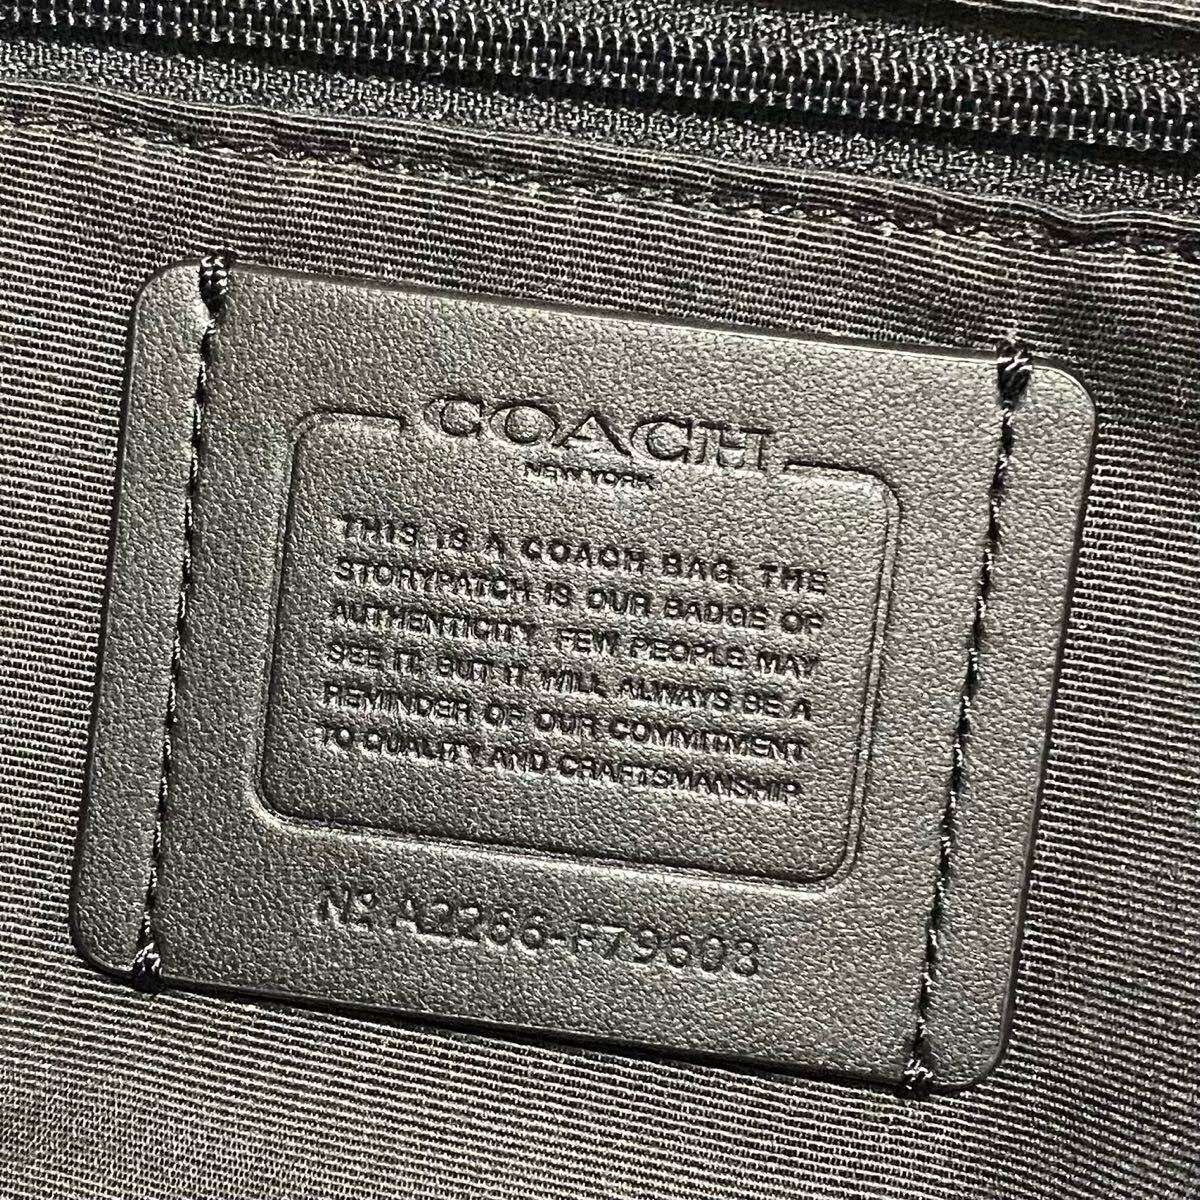 COACH
NEW YORK
THIS IS A COACH BAG. THE
STORYPATCH IS OUR BADGE OF
AUTHENTICITY. FEW PEOPLE MAY
SEE IT, BUT IT WILL ALWAYS BE A
REMINDER OF OUR COMMITMENT
TO QUALITY AND CRAFTSMANSHIP.
Nº A2266-F79603